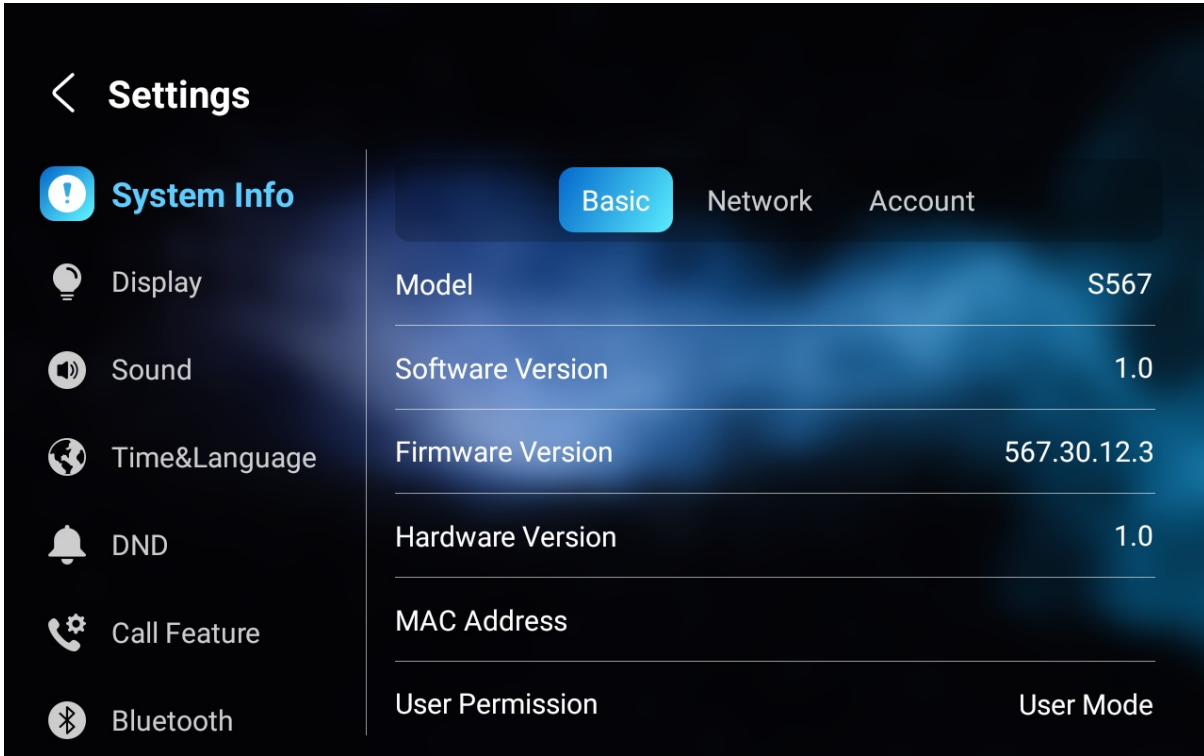 Settings
System Info
Display
Sound
Time&Language
DND
Call Feature
Bluetooth
Basic Network Account
Model S567
Software Version 1.0
Firmware Version 567.30.12.3
Hardware Version 1.0
MAC Address
User Permission User Mode